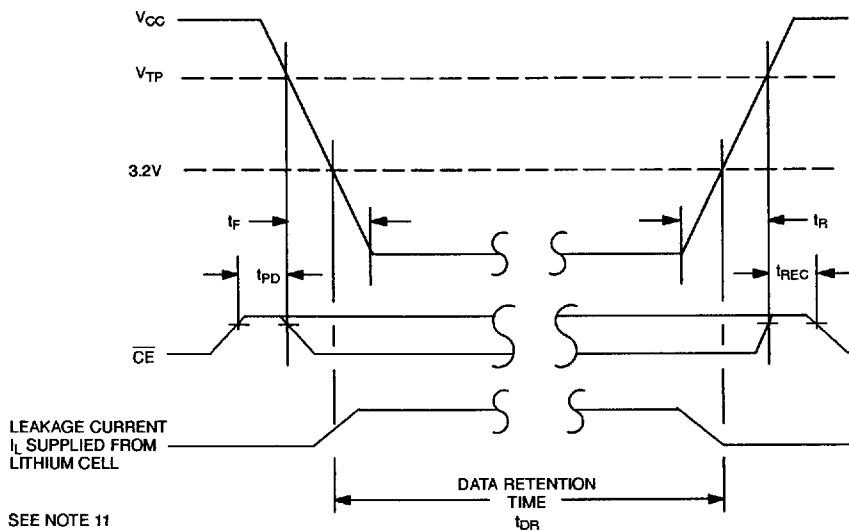 VCC
VTP
3.2V
tF
tR
tPD
tREC
CE
LEAKAGE CURRENT
IL SUPPLIED FROM
LITHIUM CELL
DATA RETENTION
TIME
tDR
SEE NOTE 11